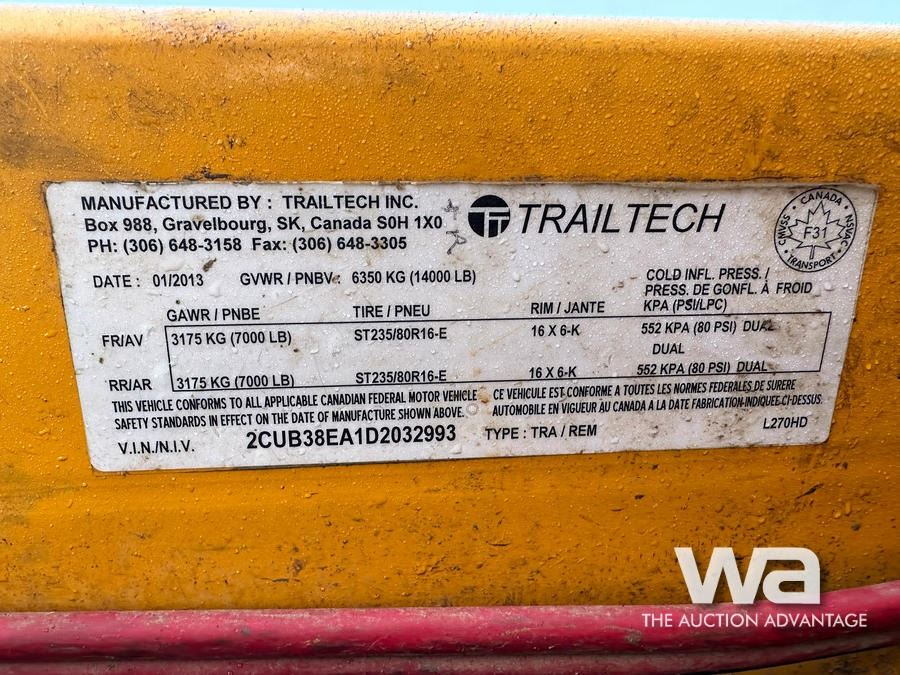 MANUFACTURED BY : TRAILTECH INC.
Box 988, Gravelbourg, SK, Canada S0H 1X0
PH: (306) 648-3158 Fax: (306) 648-3305
TRAILTECH
CANADA
CMVSS
NSVAC
F31
TRANSPORT
DATE : 01/2013 GVWR / PNBV : 6350 KG (14000 LB)
COLD INFL. PRESS. /
PRESS. DE GONFL. À FROID
KPA (PSI/LPC)
GAWR / PNBE TIRE / PNEU RIM / JANTE
FR/AV 3175 KG (7000 LB) ST235/80R16-E 16 X 6-K 552 KPA (80 PSI) DUAL
DUAL
RR/AR 3175 KG (7000 LB) ST235/80R16-E 16 X 6-K 552 KPA (80 PSI) DUAL
THIS VEHICLE CONFORMS TO ALL APPLICABLE CANADIAN FEDERAL MOTOR VEHICLE
SAFETY STANDARDS IN EFFECT ON THE DATE OF MANUFACTURE SHOWN ABOVE.
CE VEHICULE EST CONFORME A TOUTES LES NORMES FEDERALES DE SURERE
AUTOMOBILE EN VIGUEUR AU CANADA A LA DATE FABRICATION INDIQUEE CI-DESSUS.
V.I.N./N.I.V. 2CUB38EA1D2032993 TYPE : TRA / REM L270HD
wa
THE AUCTION ADVANTAGE